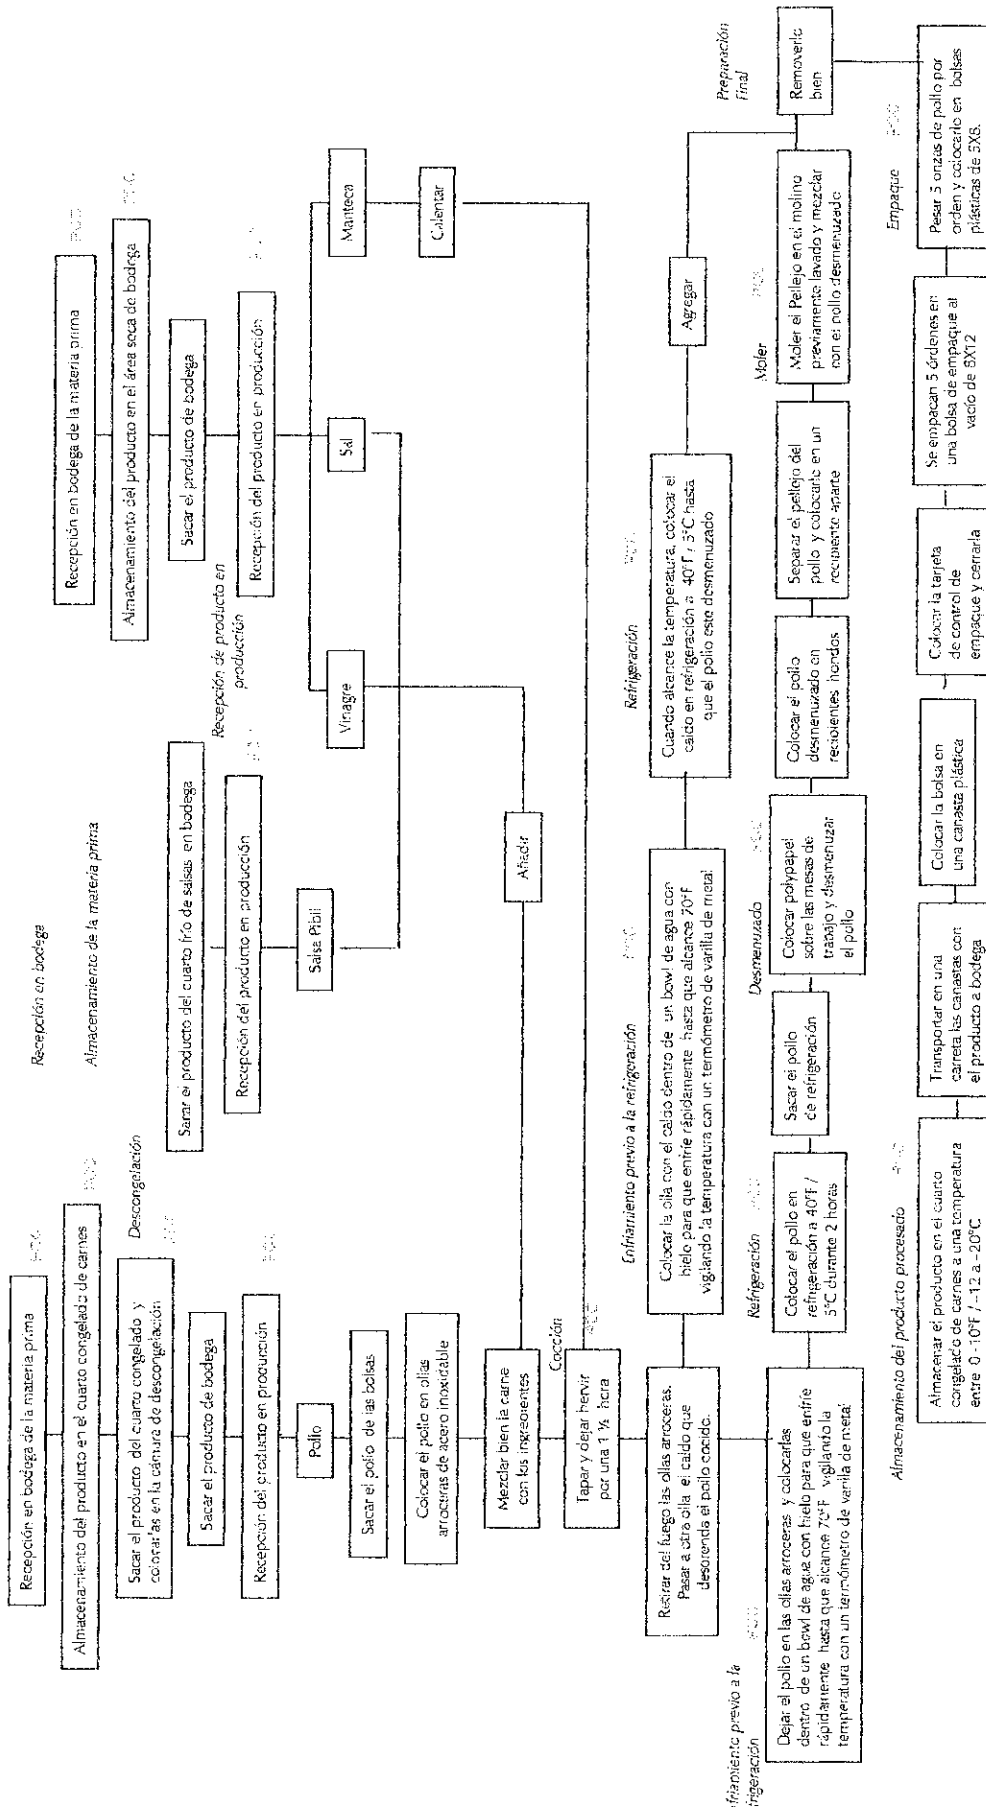 Recepción en bodega
Recepción en bodega de la materia prima
PCC
Recepción en bodega de la materia prima
PCC
Almacenamiento de la materia prima
Almacenamiento del producto en el cuarto congelado de carnes
PCC
Almacenamiento del producto en el área seca de bodega
PCC
Descongelación
PCC
Sacar el producto del cuarto congelado y
colocarlas en la cámara de descongelación
Sacar el producto del cuarto frío de salsas en bodega
Sacar el producto de bodega
Sacar el producto de bodega
Recepción de producto en
producción
Recepción del producto en producción
PCC
Recepción del producto en producción
Recepción del producto en producción
Pollo
Salsa Pibil
Vinagre
Sal
Manteca
Sacar el pollo de las bolsas
Calentar
Colocar el pollo en ollas
arroceras de acero inoxidable
Mezclar bien la carne
con los ingredientes
Añadir
Cocción
PCC
Tapar y dejar hervir
por una 1 ½ hora
Enfriamiento previo a la refrigeración
PCC
Refrigeración
PCC
Retirar del fuego las ollas arroceras.
Pasar a otra olla el caldo que
desprenda el pollo cocido.
Colocar la olla con el caldo dentro de un bowl de agua con
hielo para que enfríe rápidamente hasta que alcance 70°F
vigilando la temperatura con un termómetro de varilla de metal
Cuando alcance la temperatura, colocar el
caldo en refrigeración a 40°F / 5°C hasta
que el pollo este desmenuzado
Agregar
Preparación
Final
nfriamiento previo a la
frigeración
PCC
Refrigeración
PCC
Desmenuzado
PCC
Moler
PCC
Dejar el pollo en las ollas arroceras y colocarlas
dentro de un bowl de agua con hielo para que enfríe
rápidamente hasta que alcance 70°F vigilando la
temperatura con un termómetro de varilla de metal
Colocar el pollo en
refrigeración a 40°F /
5°C durante 2 horas
Sacar el pollo
de refrigeración
Colocar polypapel
sobre las mesas de
trabajo y desmenuzar
el pollo
Colocar el pollo
desmenuzado en
recipientes hondos
Separar el pellejo del
pollo y colocarlo en un
recipiente aparte
Moler el Pellejo en el molino
previamente lavado y mezclar
con el pollo desmenuzado
Removerlo
bien
Almacenamiento del producto procesado
PCC
Empaque
PCC
Almacenar el producto en el cuarto
congelado de carnes a una temperatura
entre 0 -10°F / -12 a -20°C
Transportar en una
carreta las canastas con
el producto a bodega
Colocar la bolsa en
una canasta plástica
Colocar la tarjeta
de control de
empaque y cerrarla
Se empacan 5 órdenes en
una bolsa de empaque al
vacío de 8X12
Pesar 5 onzas de pollo por
orden y colocarlo en bolsas
plásticas de 5X8.